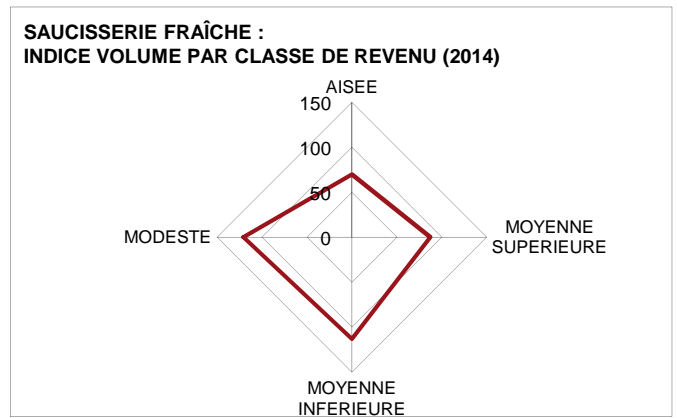 SAUCISSERIE FRAÎCHE :
INDICE VOLUME PAR CLASSE DE REVENU (2014)
AISEE
150
100
50
0
MODESTE
MOYENNE
SUPERIEURE
MOYENNE
INFERIEURE